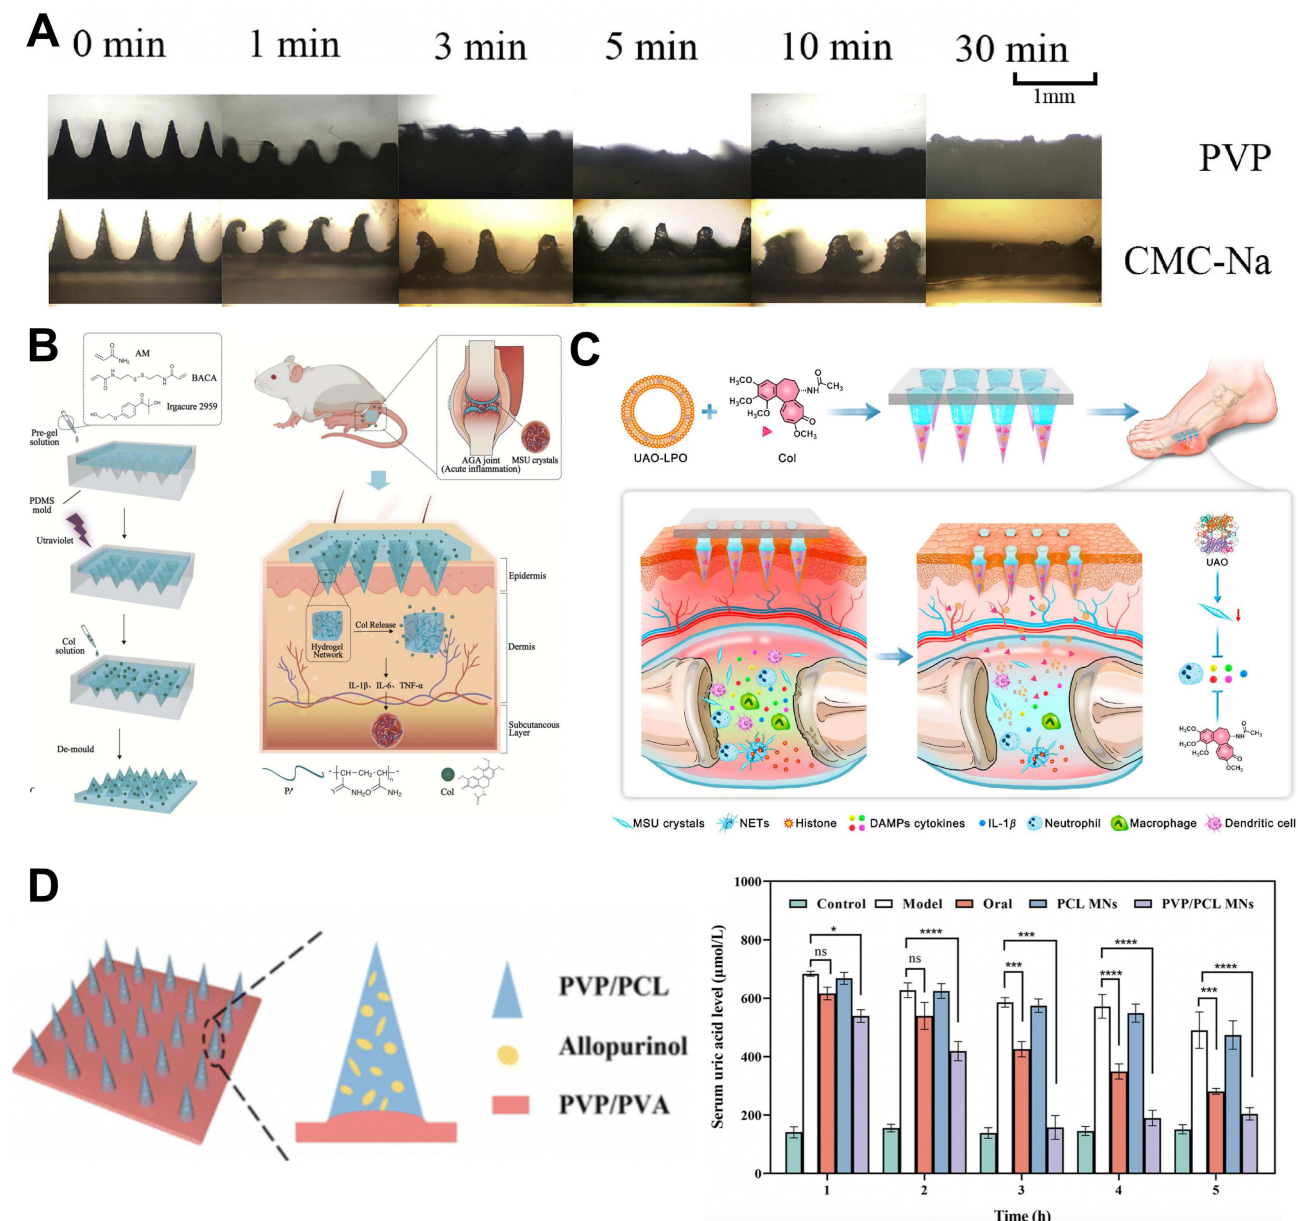 A
0 min 1 min 3 min 5 min 10 min 30 min
1mm
PVP
CMC-Na
B
AM
BACA
Irgacure 2959
Pre-gel
solution
PDMS
mold
Utraviolet
Col
solution
De-mould
AGA joint
(Acute inflammation)
MSU crystals
Epidermis
Col Release
Hydrogel
Network
Dermis
IL-1β、IL-6、TNF-α
Subcutancous
Layer
Col
C
UAO-LPO
Col
UAO
MSU crystals NETs Histone DAMPs cytokines IL-1β Neutrophil Macrophage Dendritic cell
D
PVP/PCL
Allopurinol
PVP/PVA
Control Model Oral PCL MNs PVP/PCL MNs
Serum uric acid level (μmol/L)
1000
800
600
400
200
0
ns *
ns ****
*** ***
**** ****
*** ****
1 2 3 4 5
Time (h)